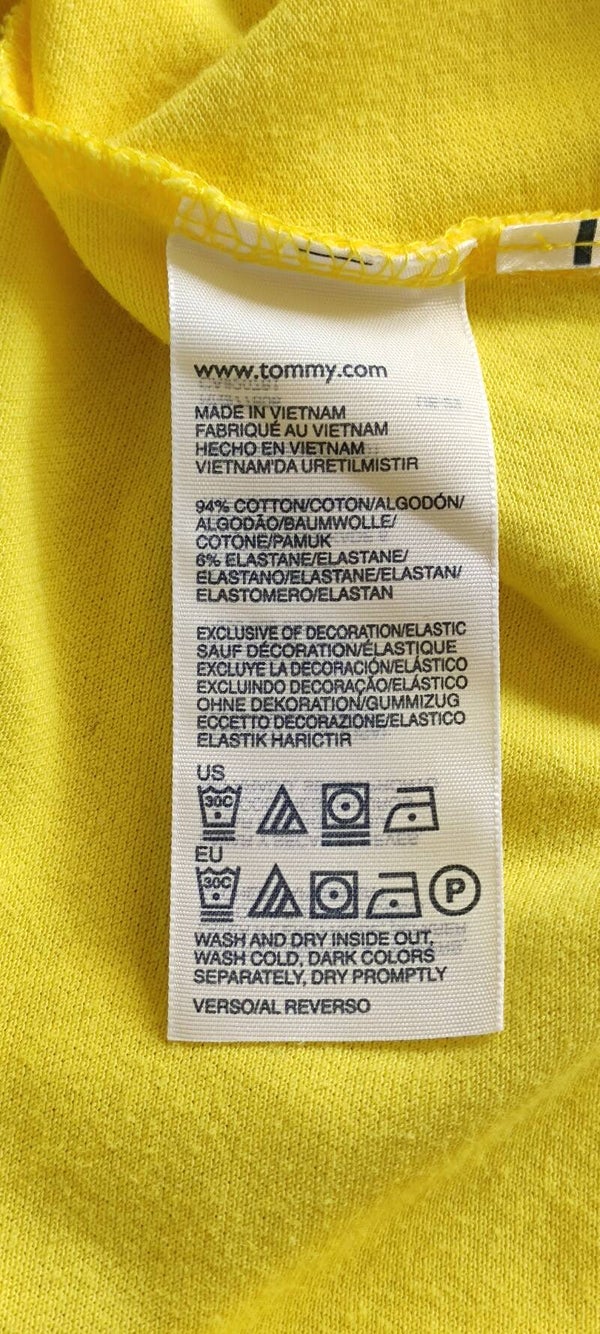 www.tommy.com
MADE IN VIETNAM
FABRIQUÉ AU VIETNAM
HECHO EN VIETNAM
VIETNAM'DA URETILMISTIR
94% COTTON/COTON/ALGODÓN/
ALGODÃO/BAUMWOLLE/
COTONE/PAMUK
6% ELASTANE/ELASTANE/
ELASTANO/ELASTANE/ELASTAN/
ELASTOMERO/ELASTAN
EXCLUSIVE OF DECORATION/ELASTIC
SAUF DÉCORATION/ÉLASTIQUE
EXCLUYE LA DECORACIÓN/ELÁSTICO
EXCLUINDO DECORAÇÃO/ELÁSTICO
OHNE DEKORATION/GUMMIZUG
ECCETTO DECORAZIONE/ELASTICO
ELASTIK HARICTIR
US
30C
EU
30C P
WASH AND DRY INSIDE OUT,
WASH COLD, DARK COLORS
SEPARATELY, DRY PROMPTLY
VERSO/AL REVERSO